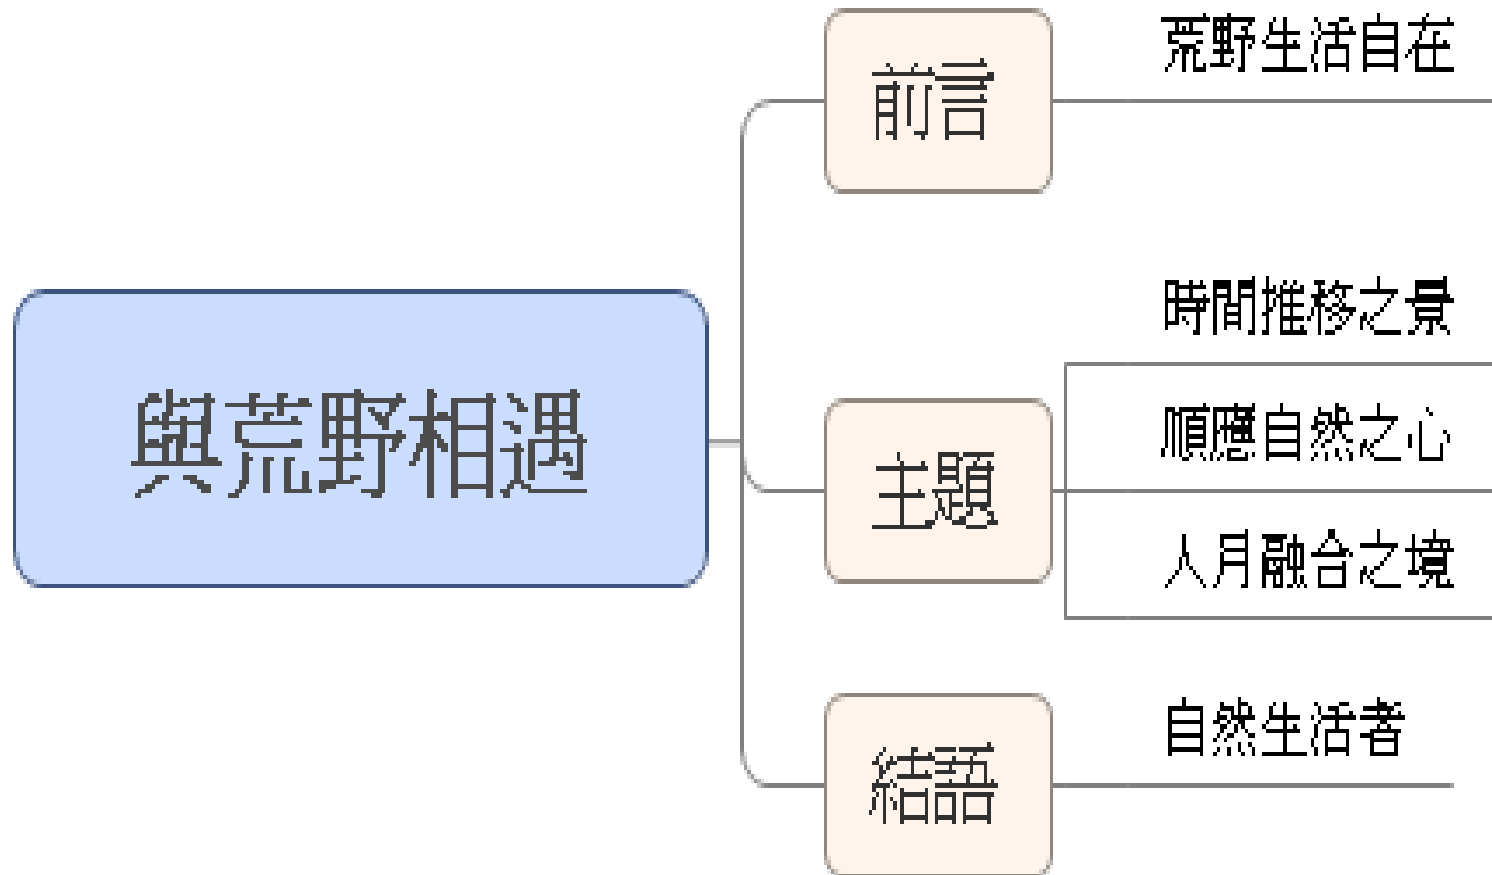 與荒野相遇
前言
荒野生活自在
主題
時間推移之景
順應自然之心
人月融合之境
結語
自然生活者